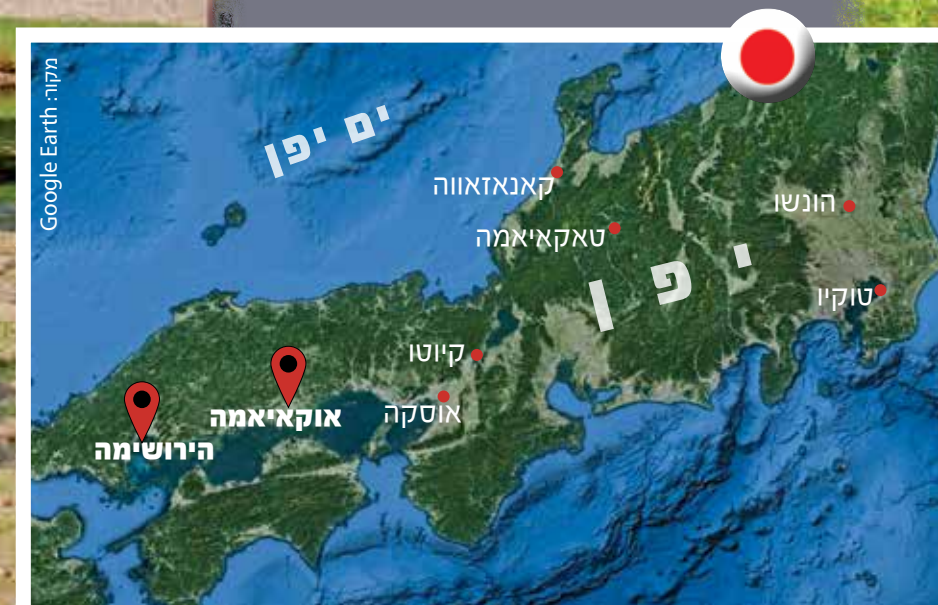 מקור: Google Earth
ים יפן
קאנאזאווה
הונשו
טאקאיאמה
יפן
טוקיו
קיוטו
אוסקה
אוקאיאמה
הירושימה